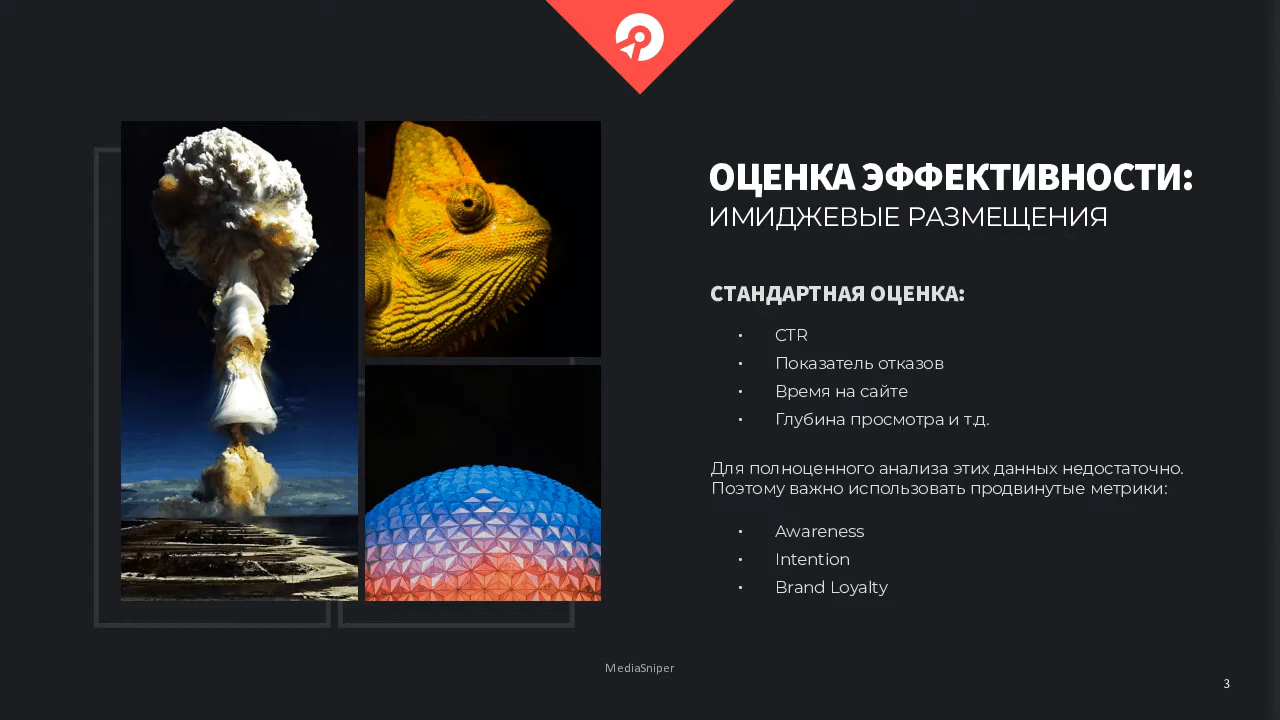 ОЦЕНКА ЭФФЕКТИВНОСТИ:
ИМИДЖЕВЫЕ РАЗМЕЩЕНИЯ
СТАНДАРТНАЯ ОЦЕНКА:
• CTR
• Показатель отказов
• Время на сайте
• Глубина просмотра и т.д.
Для полноценного анализа этих данных недостаточно.
Поэтому важно использовать продвинутые метрики:
• Awareness
• Intention
• Brand Loyalty
MediaSniper
3